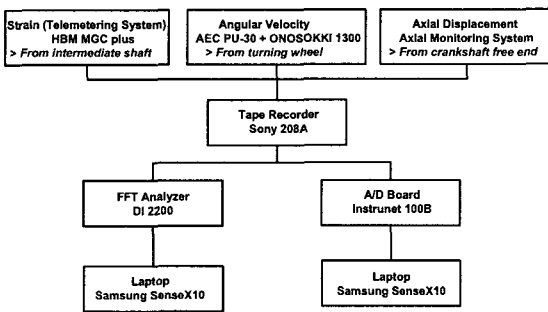 Strain (Telemetering System)
HBM MGC plus
> From intermediate shaft
Angular Velocity
AEC PU-30 + ONOSOKKI 1300
> From turning wheel
Axial Displacement
Axial Monitoring System
> From crankshaft free end
Tape Recorder
Sony 208A
FFT Analyzer
DI 2200
A/D Board
Instrunet 100B
Laptop
Samsung SenseX10
Laptop
Samsung SenseX10